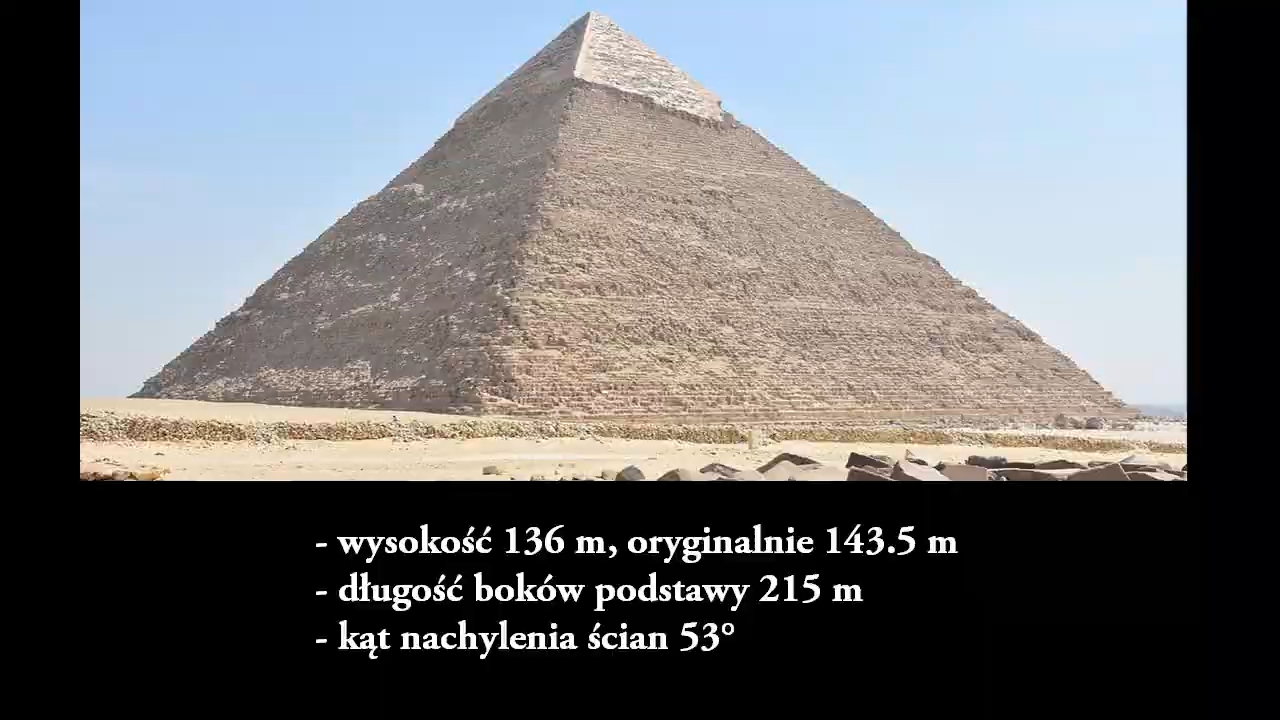 - wysokość 136 m, oryginalnie 143.5 m
- długość boków podstawy 215 m
- kąt nachylenia ścian 53°